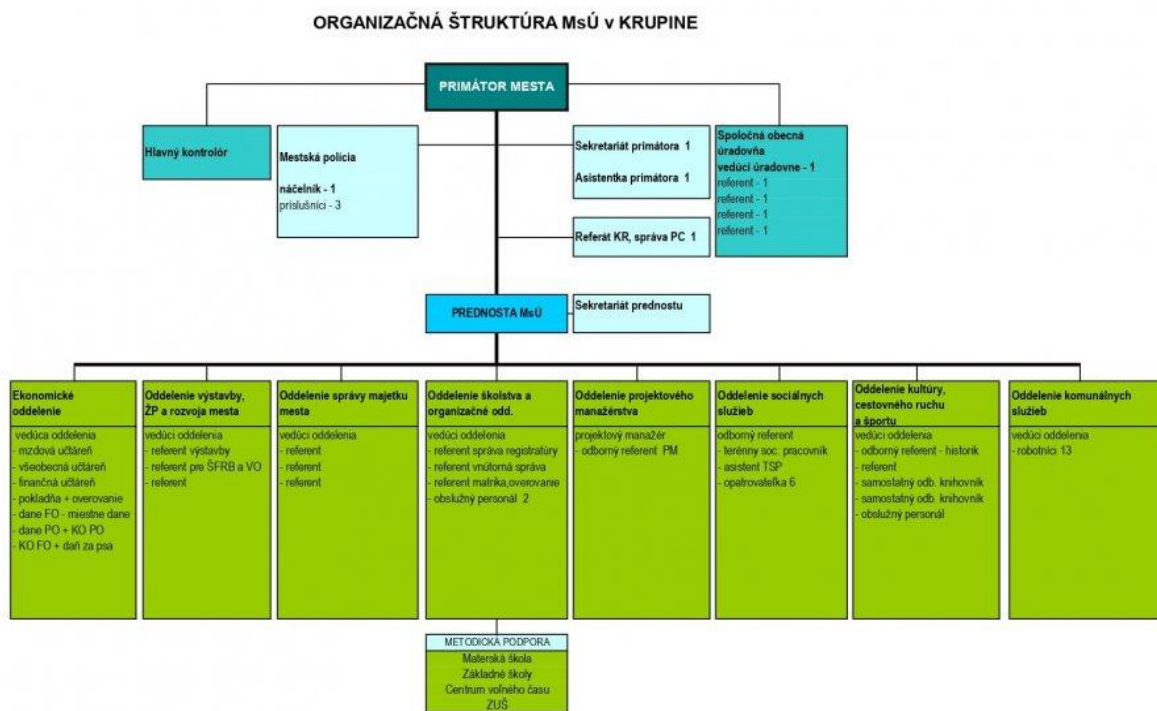 ORGANIZAČNÁ ŠTRUKTÚRA MsÚ v KRUPINE
PRIMÁTOR MESTA
Hlavný kontrolór
Mestská polícia
náčelník - 1
príslušníci - 3
Sekretariát primátora 1
Asistentka primátora 1
Referát KR, správa PC 1
Spoločná obecná
úradovňa
vedúci úradovne - 1
referent - 1
referent - 1
referent - 1
referent - 1
PREDNOSTA MsÚ
Sekretariát prednostu
Ekonomické
oddelenie
vedúca oddelenia
- mzdová učtáreň
- všeobecná učtáreň
- finančná učtáreň
- pokladňa + overovanie
- dane FO - miestne dane
- dane PO + KO PO
- KO FO + daň za psa
Oddelenie výstavby,
ŽP a rozvoja mesta
vedúci oddelenia
- referent výstavby
- referent pre ŠFRB a VO
- referent
Oddelenie správy majetku
mesta
vedúci oddelenia
- referent
- referent
- referent
Oddelenie školstva a
organizačné odd.
vedúci oddelenia
- referent správa registratúry
- referent vnútorná správa
- referent matrika,overovanie
- obslužný personál 2
Oddelenie projektového
manažérstva
projektový manažér
- odborný referent PM
Oddelenie sociálnych
služieb
odborný referent
- terénny soc. pracovník
- asistent TSP
- opatrovateľka 6
Oddelenie kultúry,
cestovného ruchu
a športu
vedúci oddelenia
- odborný referent - historik
- referent
- samostatný odb. knihovník
- samostatný odb. knihovník
- obslužný personál
Oddelenie komunálnych
služieb
vedúci oddelenia
- robotníci 13
METODICKÁ PODPORA
Materská škola
Základné školy
Centrum voľného času
ZUŠ